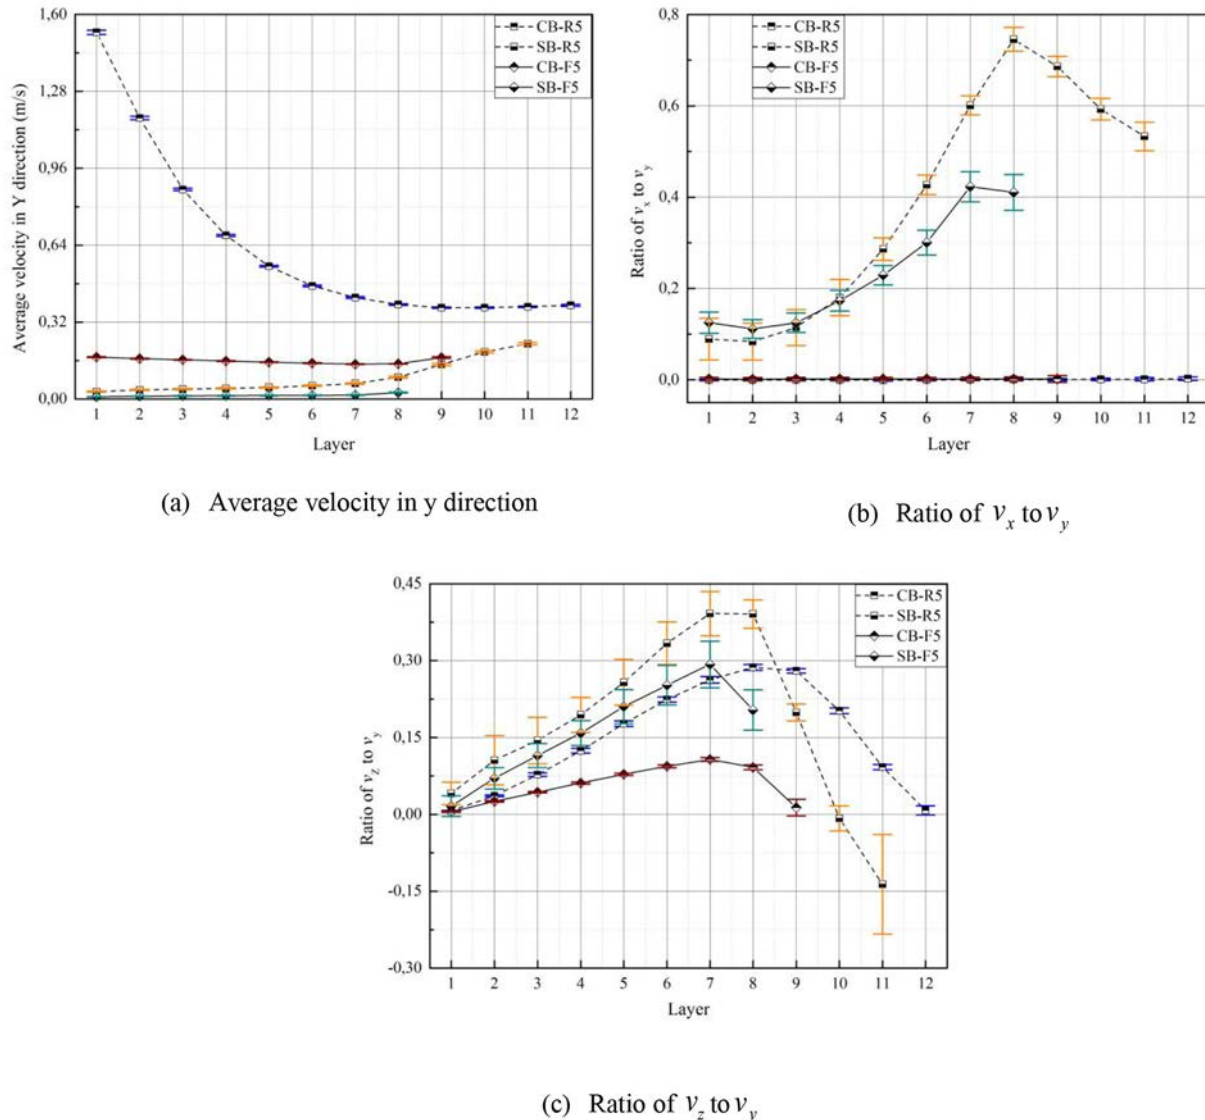 1,60
1,28
0,96
0,64
0,32
0,00
Average velocity in Y direction (m/s)
CB-R5
SB-R5
CB-F5
SB-F5
1 2 3 4 5 6 7 8 9 10 11 12
Layer
(a) Average velocity in y direction
0,8
0,6
0,4
0,2
0,0
Ratio of vx to vy
CB-R5
SB-R5
CB-F5
SB-F5
1 2 3 4 5 6 7 8 9 10 11 12
Layer
(b) Ratio of vx to vy
0,45
0,30
0,15
0,00
-0,15
-0,30
Ratio of vZ to vy
CB-R5
SB-R5
CB-F5
SB-F5
1 2 3 4 5 6 7 8 9 10 11 12
Layer
(c) Ratio of vz to vy